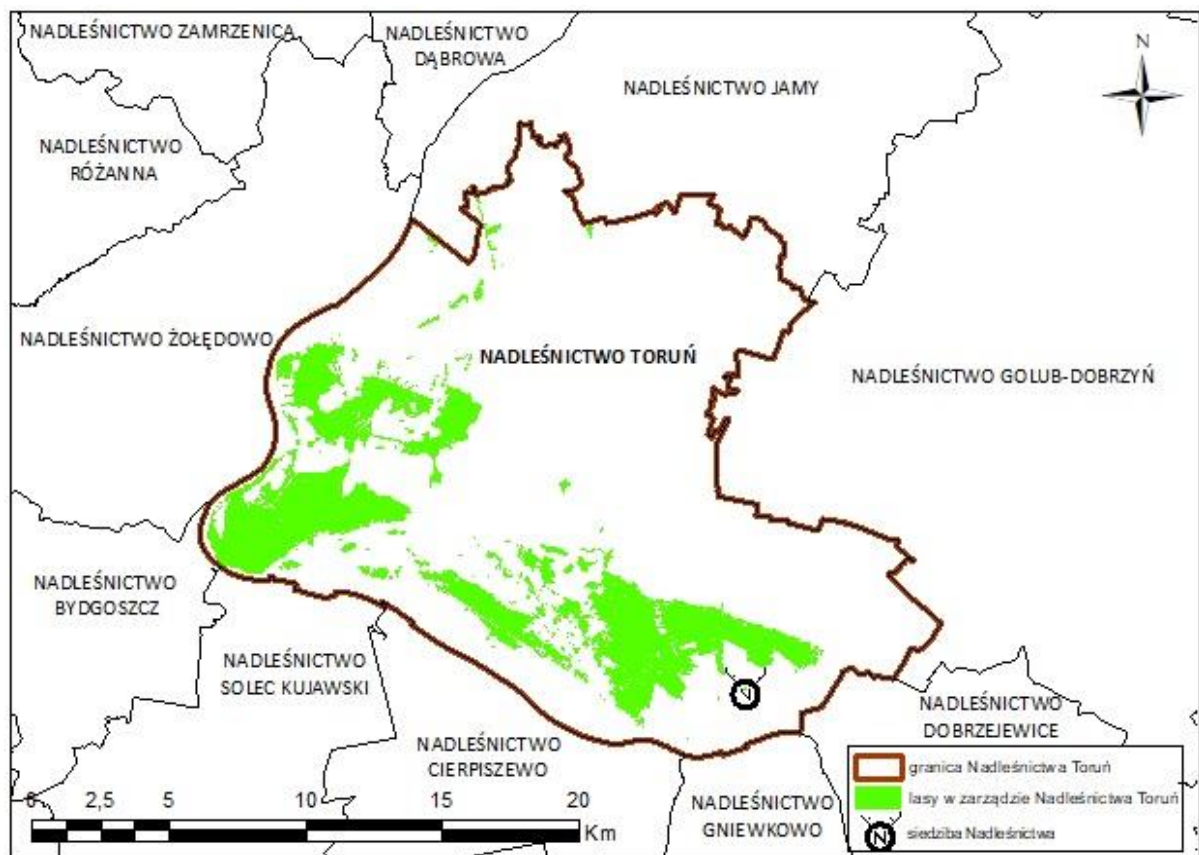 NADLEŚNICTWO ZAMRZENICA
NADLEŚNICTWO
DĄBROWA
N
NADLEŚNICTWO JAMY
NADLEŚNICTWO
RÓŻANNA
NADLEŚNICTWO ŻOŁĘDOWO
NADLEŚNICTWO TORUŃ
NADLEŚNICTWO GOLUB-DOBRZYŃ
NADLEŚNICTWO
BYDGOSZCZ
NADLEŚNICTWO
SOLEC KUJAWSKI
NADLEŚNICTWO
CIERPISZEWO
NADLEŚNICTWO
GNIEWKOWO
NADLEŚNICTWO
DOBRZEJEWICE
granica Nadleśnictwa Toruń
lasy w zarządzie Nadleśnictwa Toruń
N siedziba Nadleśnictwa
0 2,5 5 10 15 20
Km